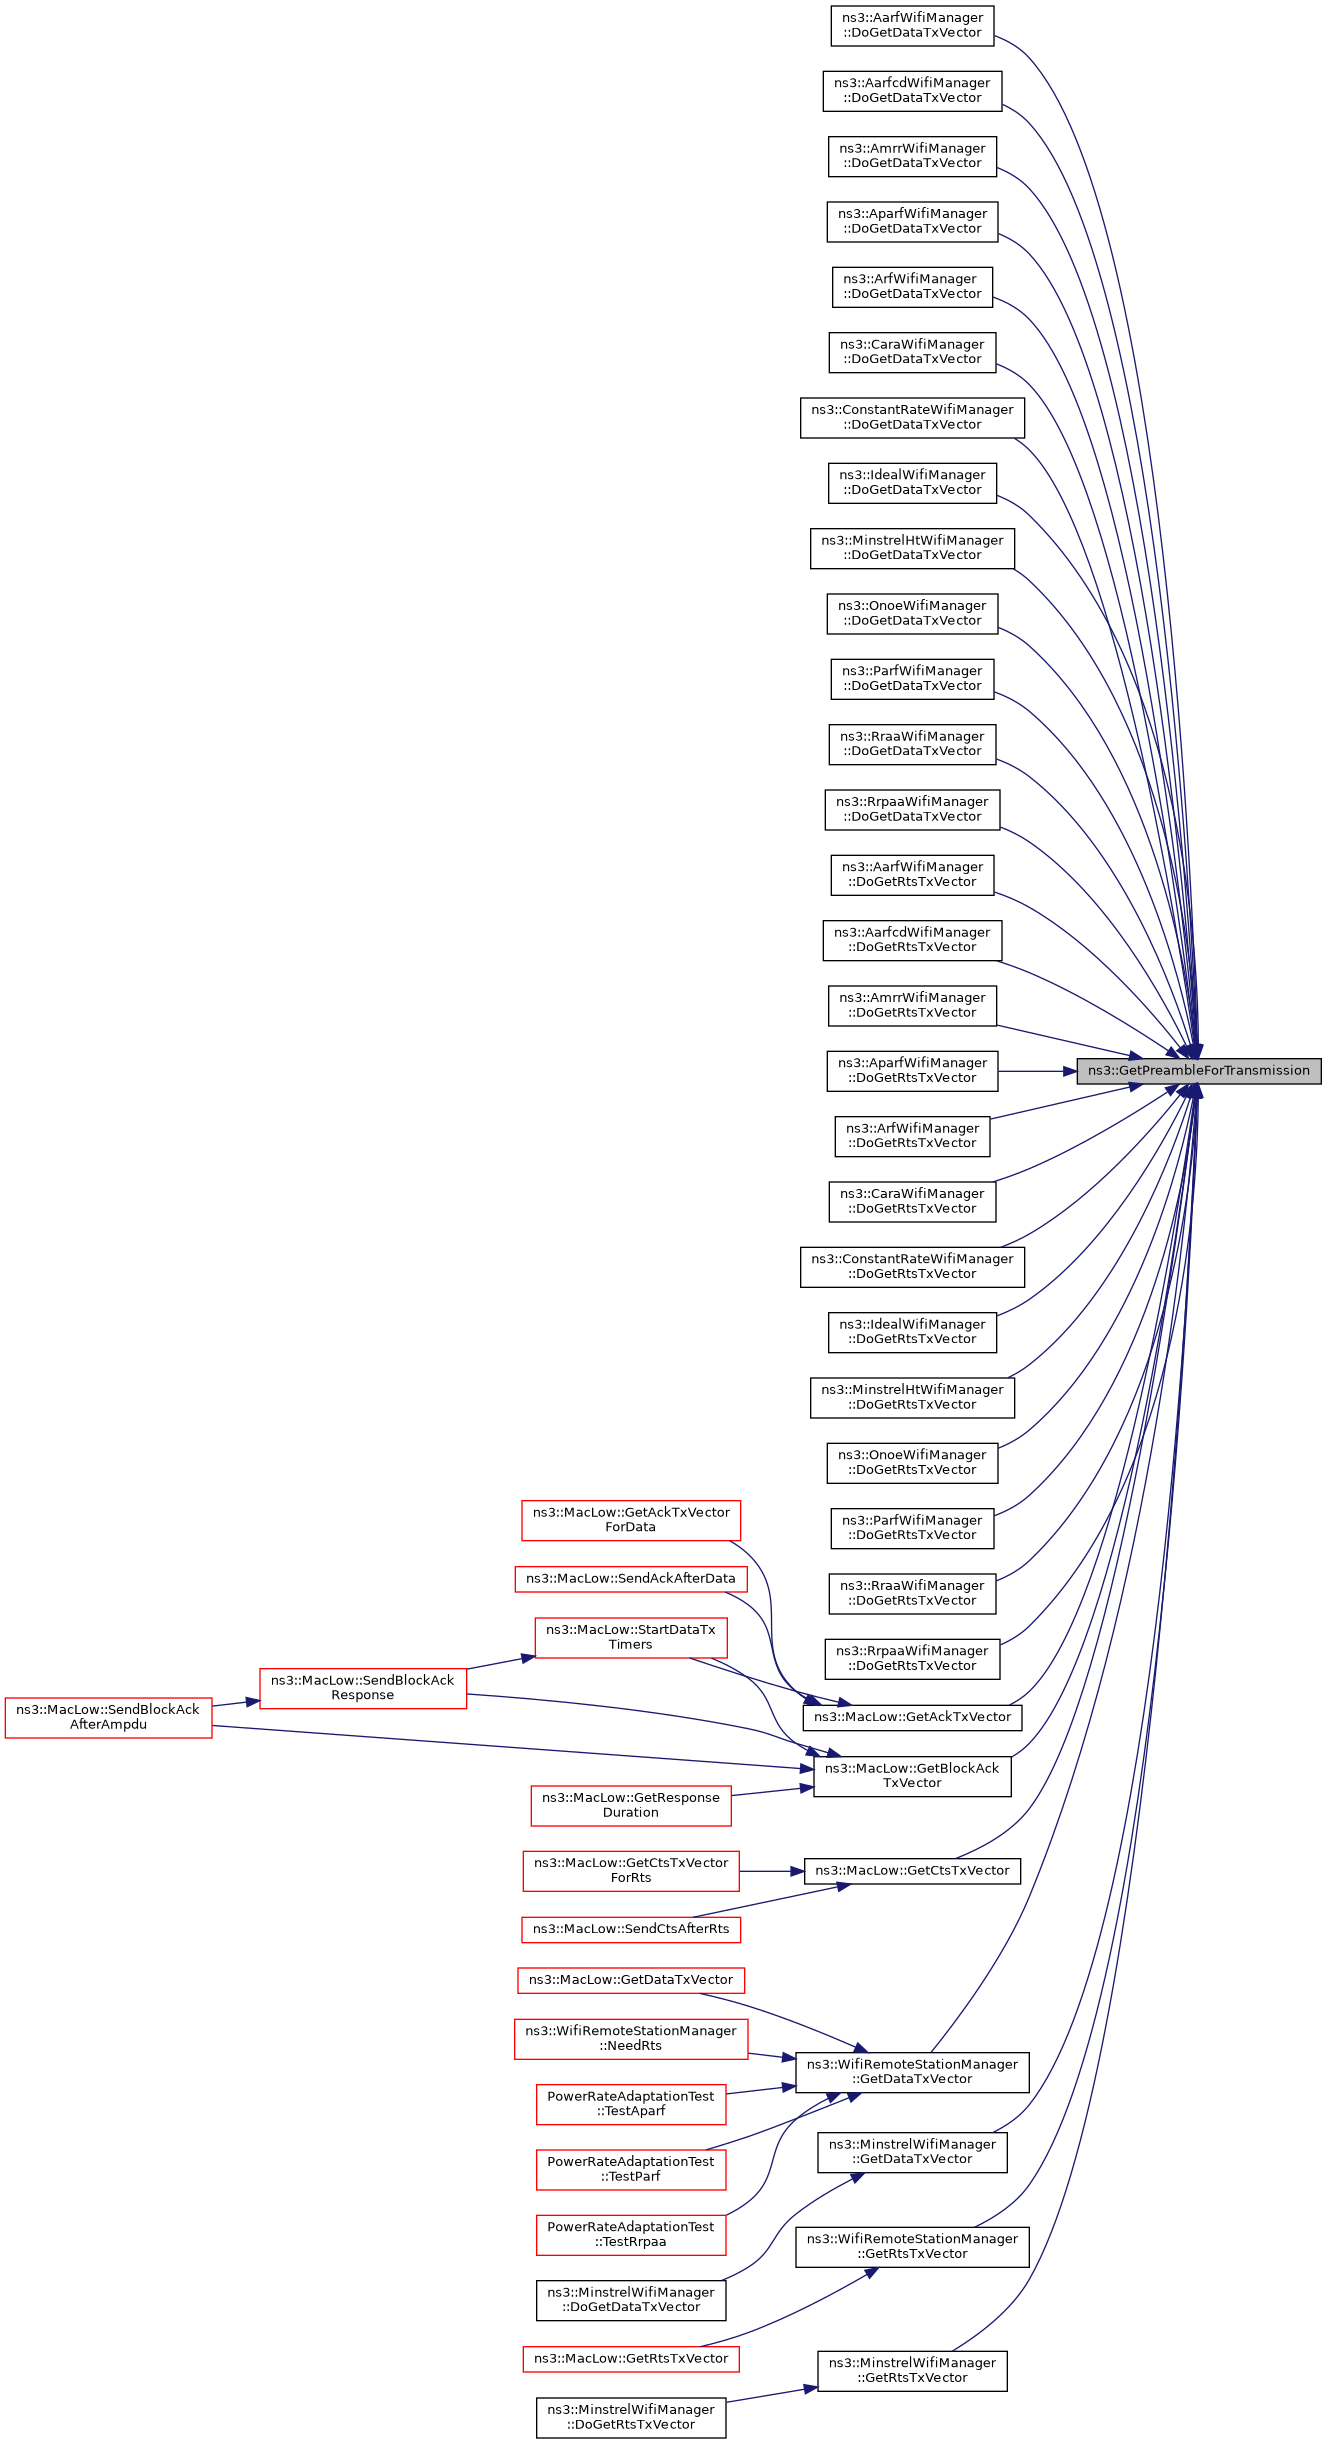 ns3::AarfWifiManager
::DoGetDataTxVector
ns3::AarfcdWifiManager
::DoGetDataTxVector
ns3::AmrrWifiManager
::DoGetDataTxVector
ns3::AparfWifiManager
::DoGetDataTxVector
ns3::ArfWifiManager
::DoGetDataTxVector
ns3::CaraWifiManager
::DoGetDataTxVector
ns3::ConstantRateWifiManager
::DoGetDataTxVector
ns3::IdealWifiManager
::DoGetDataTxVector
ns3::MinstrelHtWifiManager
::DoGetDataTxVector
ns3::OnoeWifiManager
::DoGetDataTxVector
ns3::ParfWifiManager
::DoGetDataTxVector
ns3::RraaWifiManager
::DoGetDataTxVector
ns3::RrpaaWifiManager
::DoGetDataTxVector
ns3::AarfWifiManager
::DoGetRtsTxVector
ns3::AarfcdWifiManager
::DoGetRtsTxVector
ns3::AmrrWifiManager
::DoGetRtsTxVector
ns3::AparfWifiManager
::DoGetRtsTxVector
ns3::GetPreambleForTransmission
ns3::ArfWifiManager
::DoGetRtsTxVector
ns3::CaraWifiManager
::DoGetRtsTxVector
ns3::ConstantRateWifiManager
::DoGetRtsTxVector
ns3::IdealWifiManager
::DoGetRtsTxVector
ns3::MinstrelHtWifiManager
::DoGetRtsTxVector
ns3::OnoeWifiManager
::DoGetRtsTxVector
ns3::ParfWifiManager
::DoGetRtsTxVector
ns3::RraaWifiManager
::DoGetRtsTxVector
ns3::RrpaaWifiManager
::DoGetRtsTxVector
ns3::MacLow::GetAckTxVector
ForData
ns3::MacLow::SendAckAfterData
ns3::MacLow::StartDataTx
Timers
ns3::MacLow::SendBlockAck
Response
ns3::MacLow::SendBlockAck
AfterAmpdu
ns3::MacLow::GetAckTxVector
ns3::MacLow::GetBlockAck
TxVector
ns3::MacLow::GetResponse
Duration
ns3::MacLow::GetCtsTxVector
ForRts
ns3::MacLow::GetCtsTxVector
ns3::MacLow::SendCtsAfterRts
ns3::MacLow::GetDataTxVector
ns3::WifiRemoteStationManager
::NeedRts
ns3::WifiRemoteStationManager
::GetDataTxVector
PowerRateAdaptationTest
::TestAparf
PowerRateAdaptationTest
::TestParf
ns3::MinstrelWifiManager
::GetDataTxVector
PowerRateAdaptationTest
::TestRrpaa
ns3::WifiRemoteStationManager
::GetRtsTxVector
ns3::MinstrelWifiManager
::DoGetDataTxVector
ns3::MacLow::GetRtsTxVector
ns3::MinstrelWifiManager
::GetRtsTxVector
ns3::MinstrelWifiManager
::DoGetRtsTxVector